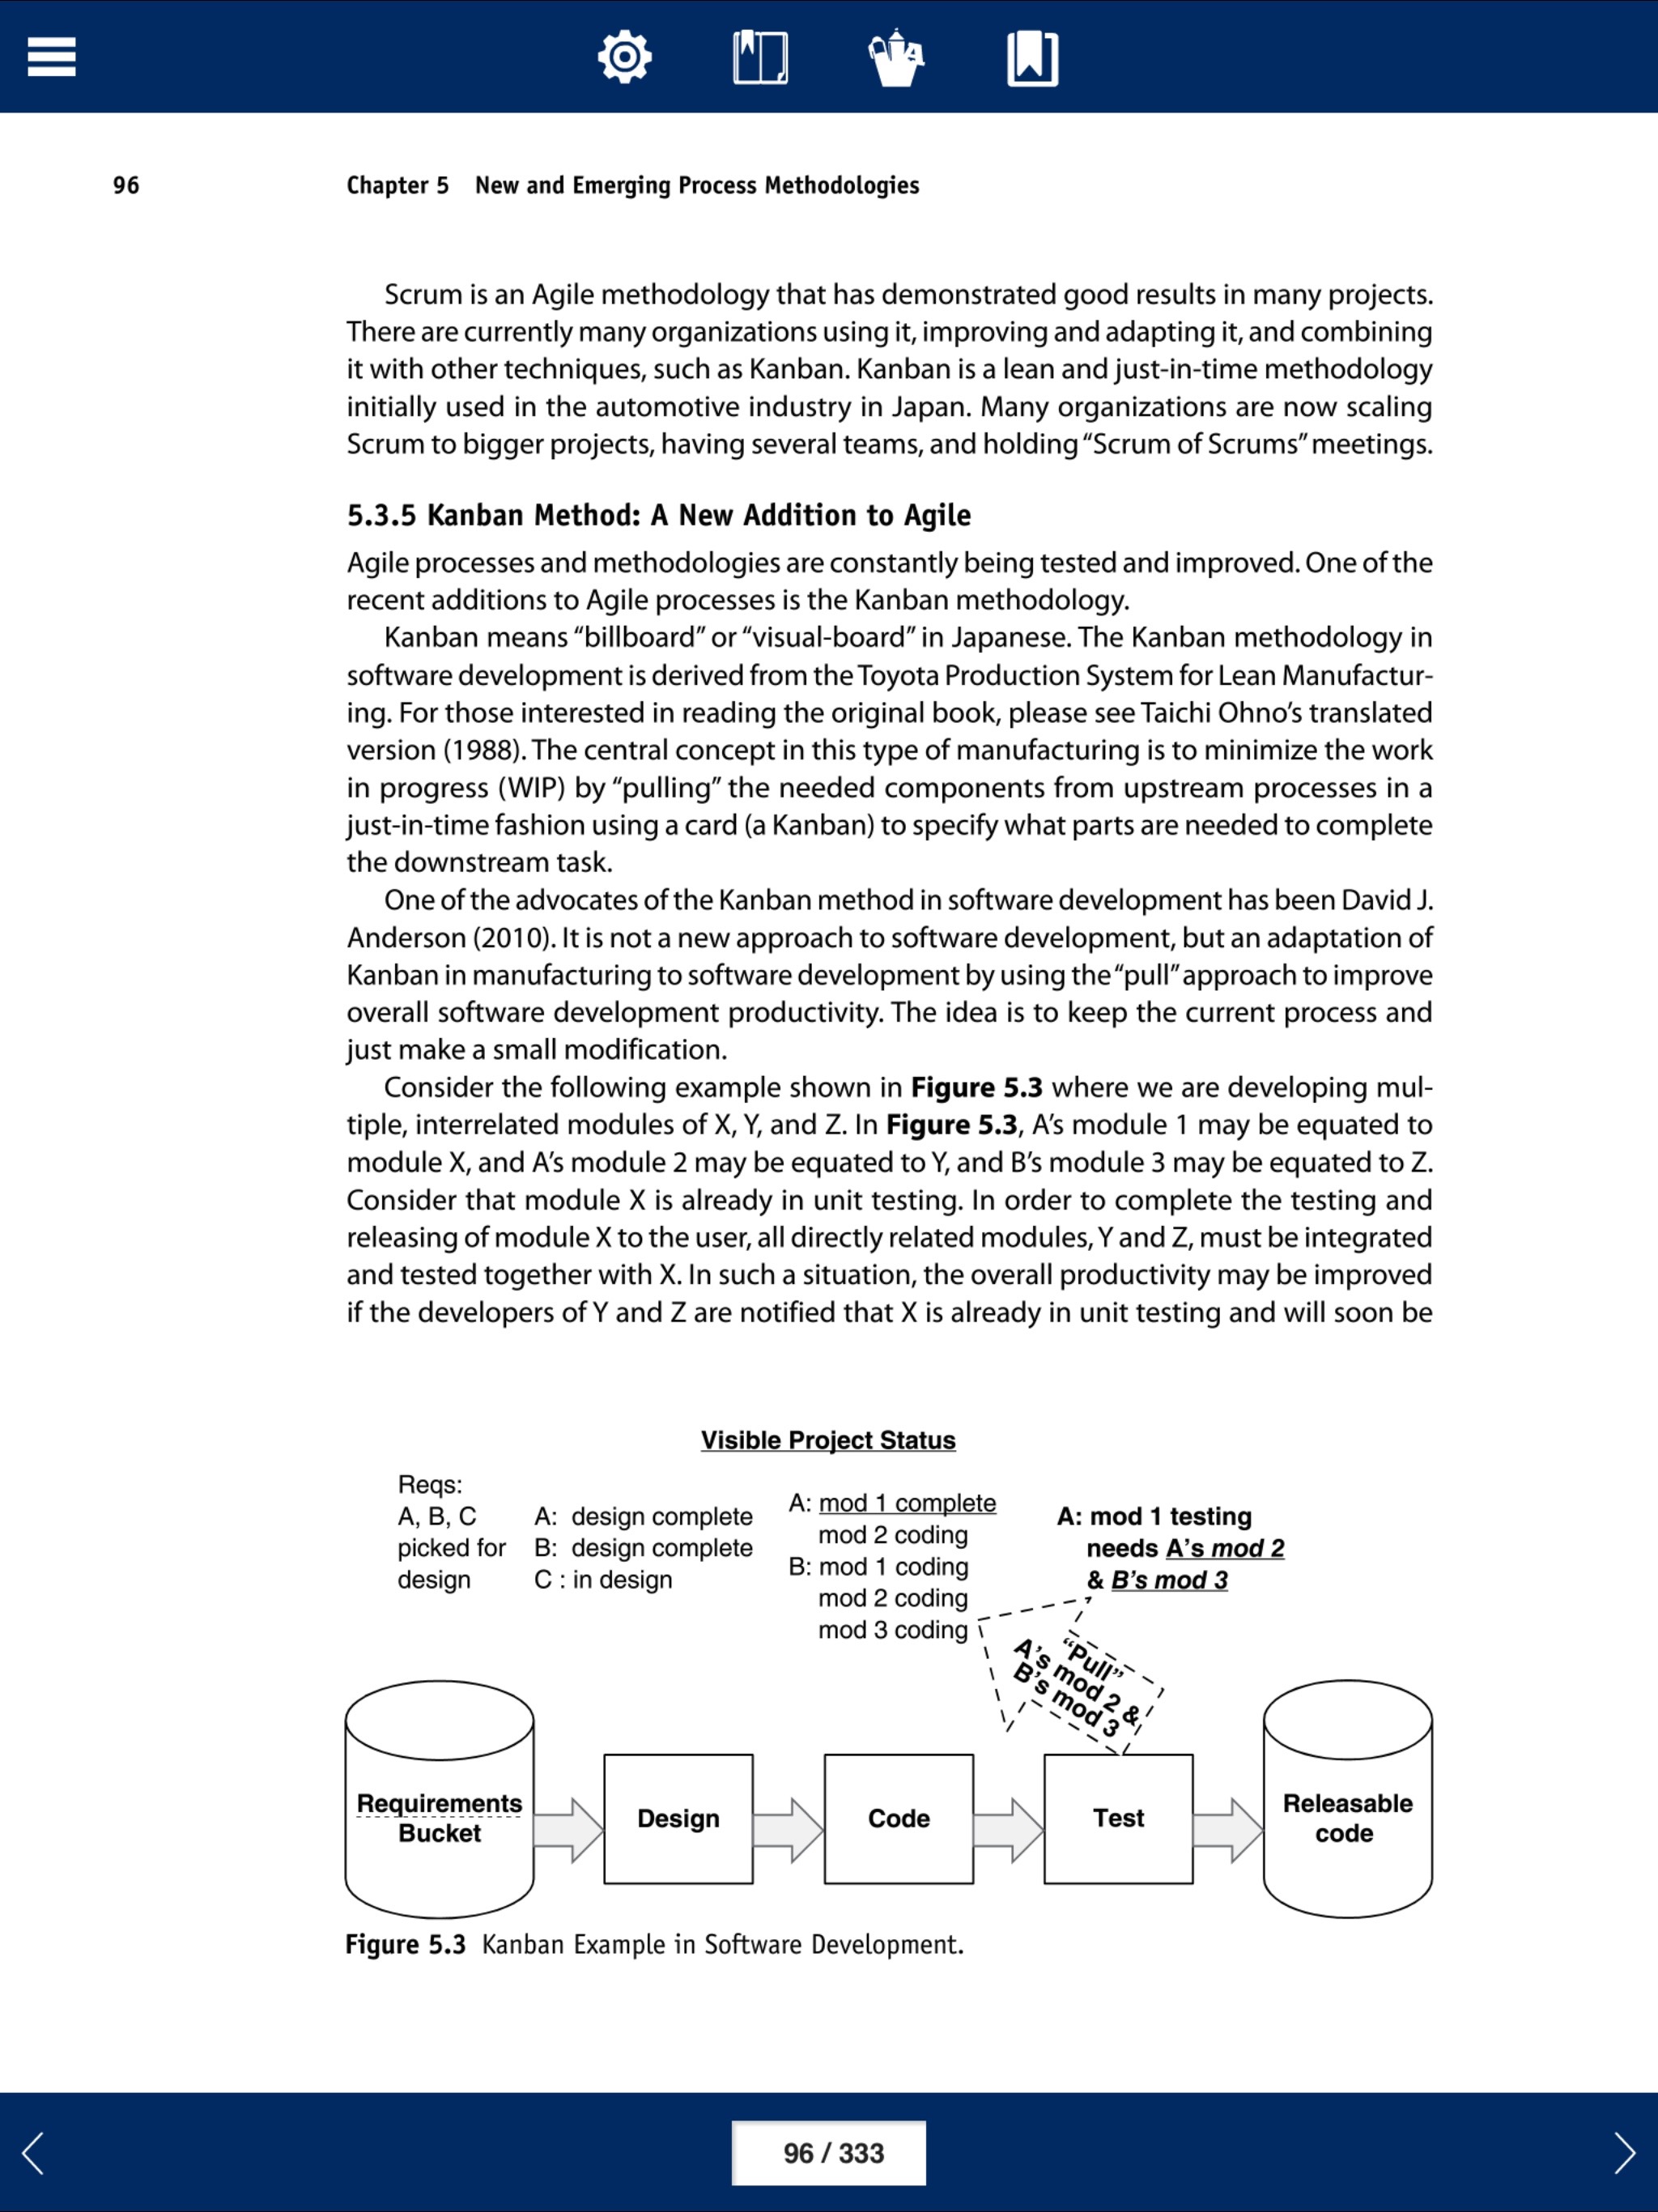 96
Chapter 5 New and Emerging Process Methodologies
Scrum is an Agile methodology that has demonstrated good results in many projects.
There are currently many organizations using it, improving and adapting it, and combining
it with other techniques, such as Kanban. Kanban is a lean and just-in-time methodology
initially used in the automotive industry in Japan. Many organizations are now scaling
Scrum to bigger projects, having several teams, and holding “Scrum of Scrums” meetings.
5.3.5 Kanban Method: A New Addition to Agile
Agile processes and methodologies are constantly being tested and improved. One of the
recent additions to Agile processes is the Kanban methodology.
Kanban means “billboard” or “visual-board” in Japanese. The Kanban methodology in
software development is derived from the Toyota Production System for Lean Manufactur-
ing. For those interested in reading the original book, please see Taichi Ohno’s translated
version (1988). The central concept in this type of manufacturing is to minimize the work
in progress (WIP) by “pulling” the needed components from upstream processes in a
just-in-time fashion using a card (a Kanban) to specify what parts are needed to complete
the downstream task.
One of the advocates of the Kanban method in software development has been David J.
Anderson (2010). It is not a new approach to software development, but an adaptation of
Kanban in manufacturing to software development by using the “pull” approach to improve
overall software development productivity. The idea is to keep the current process and
just make a small modification.
Consider the following example shown in Figure 5.3 where we are developing mul-
tiple, interrelated modules of X, Y, and Z. In Figure 5.3, A’s module 1 may be equated to
module X, and A’s module 2 may be equated to Y, and B’s module 3 may be equated to Z.
Consider that module X is already in unit testing. In order to complete the testing and
releasing of module X to the user, all directly related modules, Y and Z, must be integrated
and tested together with X. In such a situation, the overall productivity may be improved
if the developers of Y and Z are notified that X is already in unit testing and will soon be
Visible Project Status
Reqs:
A, B, C
picked for
design
A: design complete
B: design complete
C : in design
A: mod 1 complete
mod 2 coding
B: mod 1 coding
mod 2 coding
mod 3 coding
A: mod 1 testing
needs A’s mod 2
& B’s mod 3
“Pull”
A’s mod 2 &
B’s mod 3
Requirements
Bucket
Design
Code
Test
Releasable
code
Figure 5.3 Kanban Example in Software Development.
96 / 333